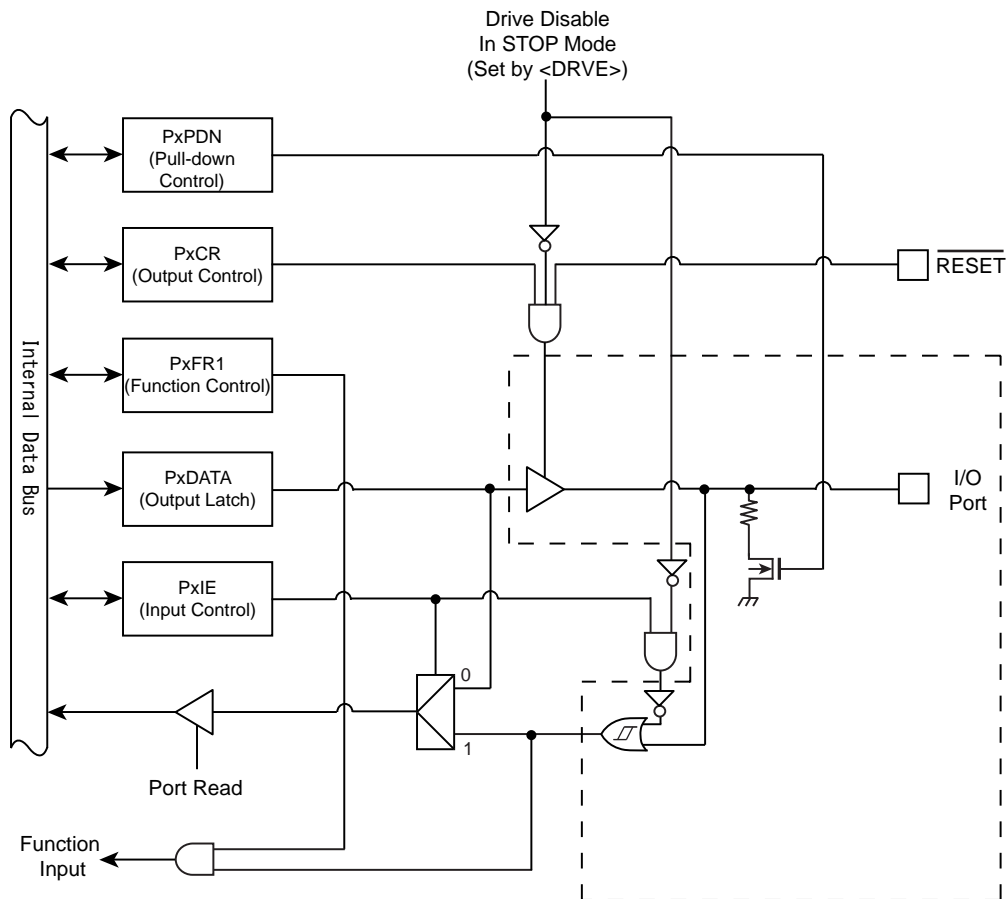 Drive Disable
In STOP Mode
(Set by <DRVE>)
PxPDN
(Pull-down
Control)
PxCR
(Output Control)
RESET
PxFR1
(Function Control)
Internal Data Bus
PxDATA
(Output Latch)
I/O
Port
PxIE
(Input Control)
0
1
Port Read
Function
Input